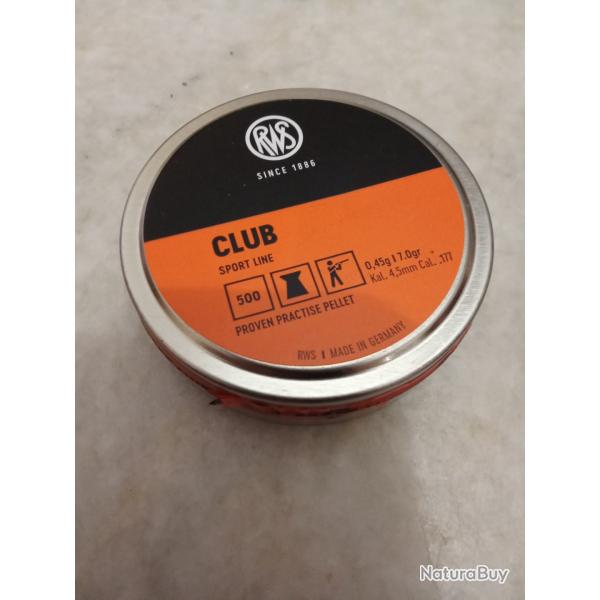 RWS
SINCE 1886
CLUB
SPORT LINE
500
0,45g I 7.0gr
Kal. 4,5mm Cal. .177
PROVEN PRACTISE PELLET
RWS I MADE IN GERMANY
NaturaBuy